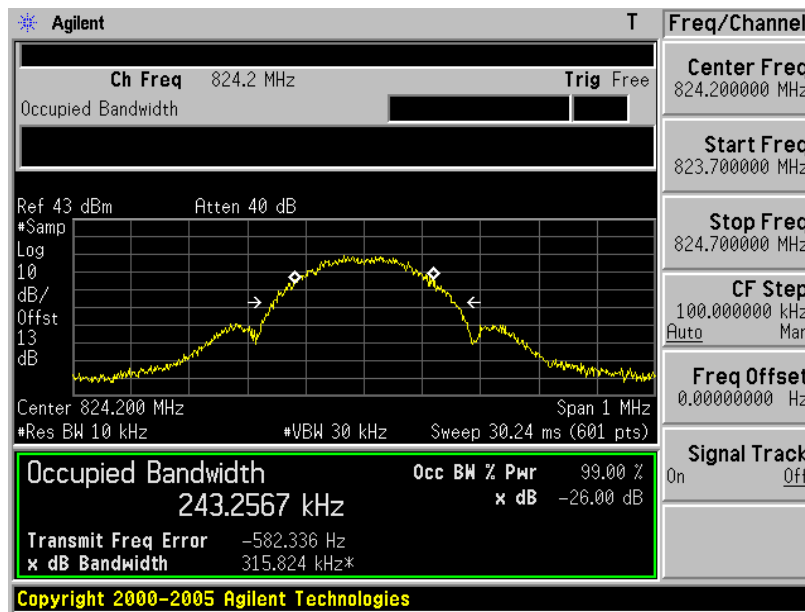 Agilent T Freq/Channel
Ch Freq 824.2 MHz Trig Free
Occupied Bandwidth
Center Freq
824.200000 MHz
Start Freq
823.700000 MHz
Stop Freq
824.700000 MHz
CF Step
100.000000 kHz
Auto Man
Freq Offset
0.00000000 Hz
Signal Track
On Off
Ref 43 dBm Atten 40 dB
#Samp
Log
10
dB/
Offst
13
dB
Center 824.200 MHz Span 1 MHz
#Res BW 10 kHz #VBW 30 kHz Sweep 30.24 ms (601 pts)
Occupied Bandwidth Occ BW % Pwr 99.00 %
243.2567 kHz x dB -26.00 dB
Transmit Freq Error -582.336 Hz
x dB Bandwidth 315.824 kHz*
Copyright 2000-2005 Agilent Technologies